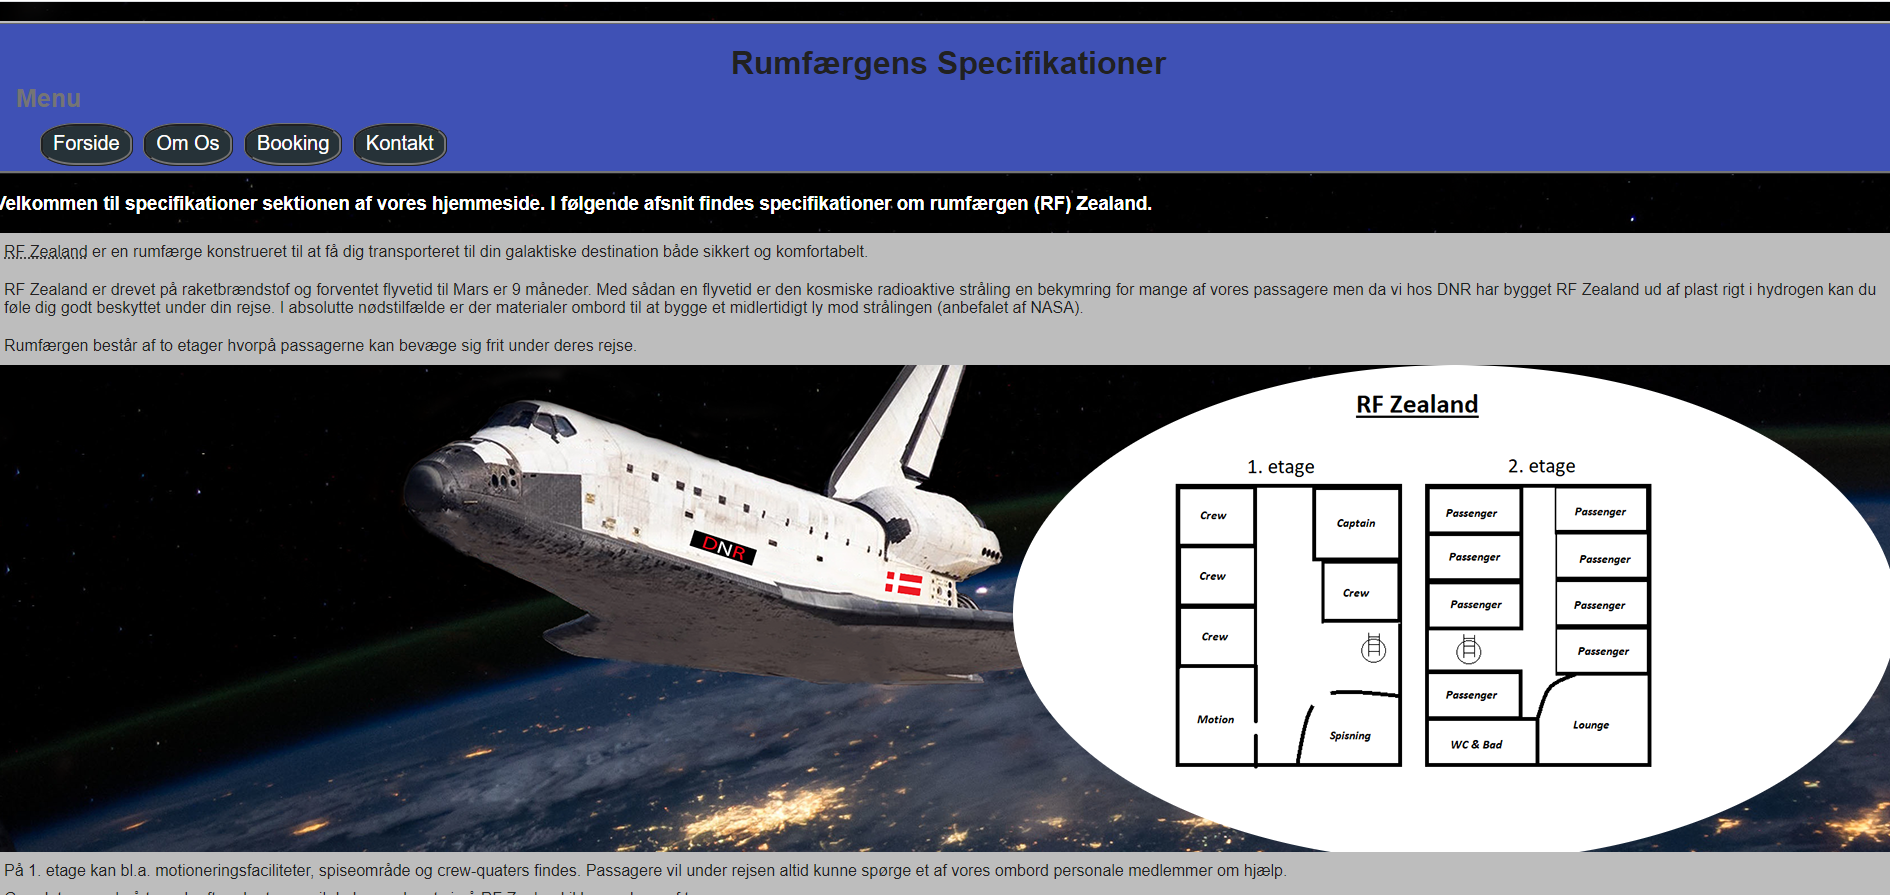 Rumfærgens Specifikationer
Menu
Forside Om Os Booking Kontakt
Velkommen til specifikationer sektionen af vores hjemmeside. I følgende afsnit findes specifikationer om rumfærgen (RF) Zealand.
RF Zealand er en rumfærge konstrueret til at få dig transporteret til din galaktiske destination både sikkert og komfortabelt.
RF Zealand er drevet på raketbrændstof og forventet flyvetid til Mars er 9 måneder. Med sådan en flyvetid er den kosmiske radioaktive stråling en bekymring for mange af vores passagere men da vi hos DNR har bygget RF Zealand ud af plast rigt i hydrogen kan du
føle dig godt beskyttet under din rejse. I absolutte nødstilfælde er der materialer ombord til at bygge et midlertidigt ly mod strålingen (anbefalet af NASA).
Rumfærgen består af to etager hvorpå passagerne kan bevæge sig frit under deres rejse.
DNR
RF Zealand
1. etage
Crew
Captain
Crew
Crew
Crew
Motion
Spisning
2. etage
Passenger
Passenger
Passenger
Passenger
Passenger
Passenger
Passenger
Passenger
Passenger
WC & Bad
Lounge
På 1. etage kan bl.a. motioneringsfaciliteter, spiseområde og crew-quaters findes. Passagere vil under rejsen altid kunne spørge et af vores ombord personale medlemmer om hjælp.